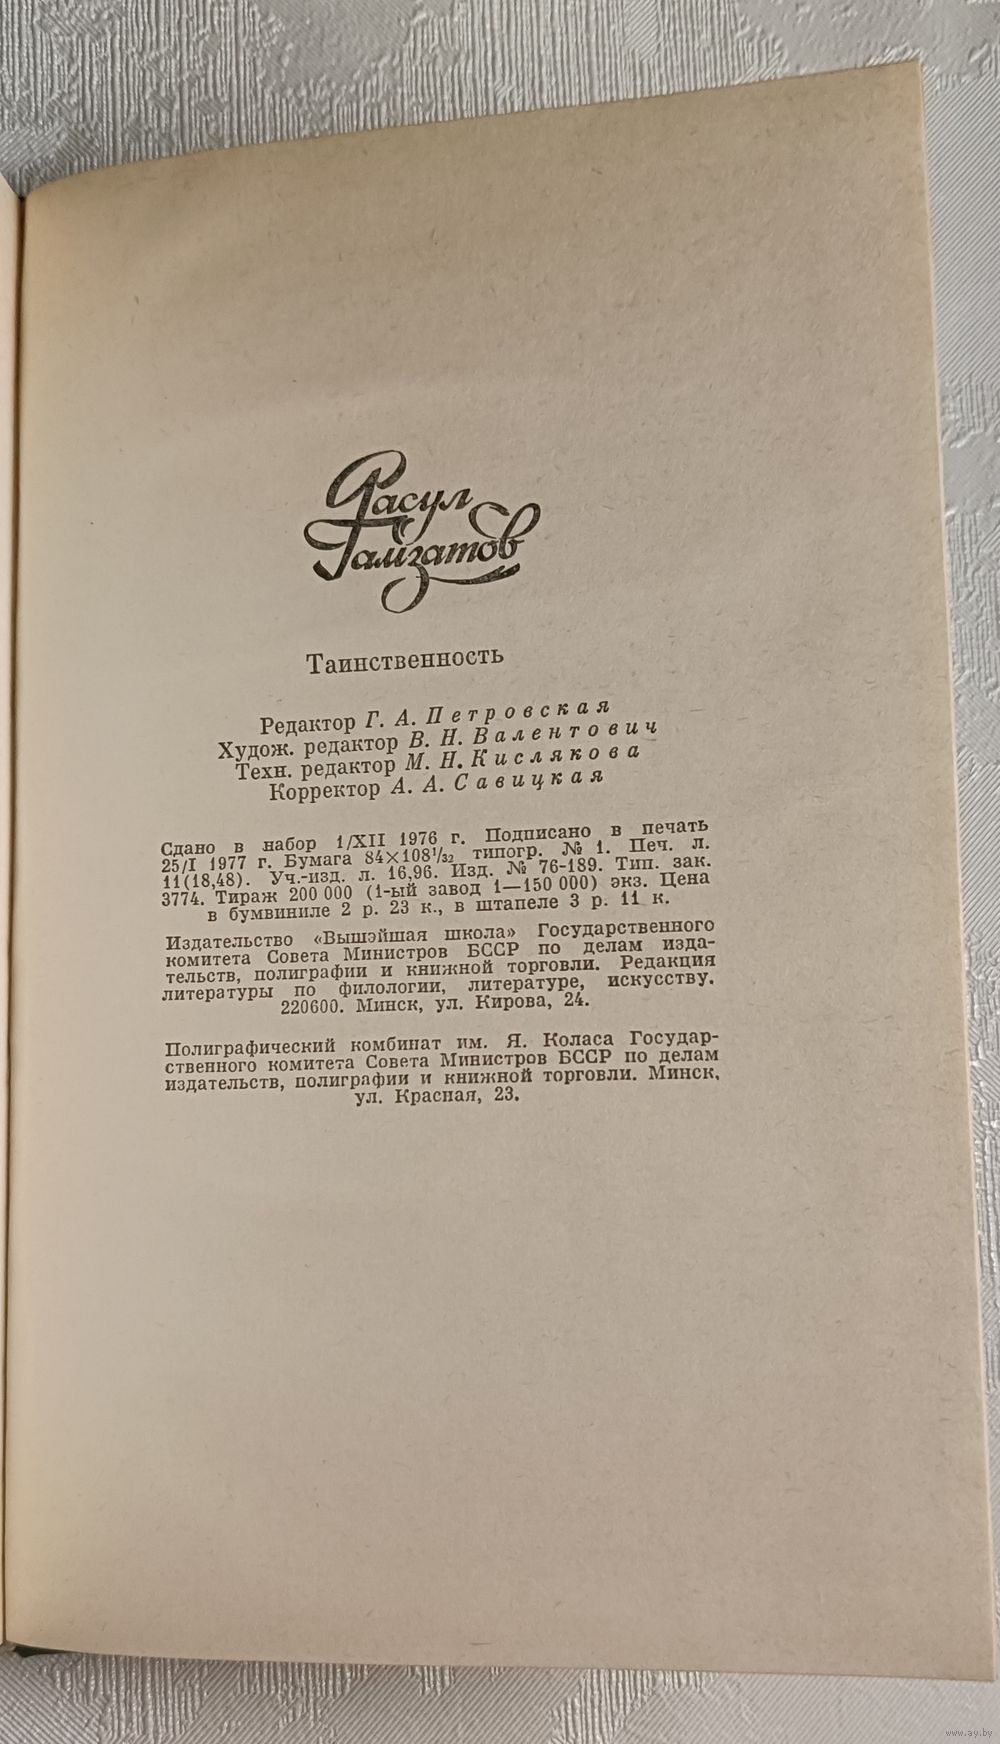 Расул
Гамзатов
Таинственность
Редактор Г. А. Петровская
Худож. редактор В. Н. Валентович
Техн. редактор М. Н. Кислякова
Корректор А. А. Савицкая
Сдано в набор 1/XII 1976 г. Подписано в печать
25/I 1977 г. Бумага 84×108¹/₃₂ типогр. № 1. Печ. л.
11(18,48). Уч.-изд. л. 16,96. Изд. № 76-189. Тип. зак.
3774. Тираж 200 000 (1-ый завод 1—150 000) экз. Цена
в бумвиниле 2 р. 23 к., в штапеле 3 р. 11 к.
Издательство «Вышэйшая школа» Государственного
комитета Совета Министров БССР по делам изда-
тельств, полиграфии и книжной торговли. Редакция
литературы по филологии, литературе, искусству.
220600. Минск, ул. Кирова, 24.
Полиграфический комбинат им. Я. Коласа Государ-
ственного комитета Совета Министров БССР по делам
издательств, полиграфии и книжной торговли. Минск,
ул. Красная, 23.
www.ay.by